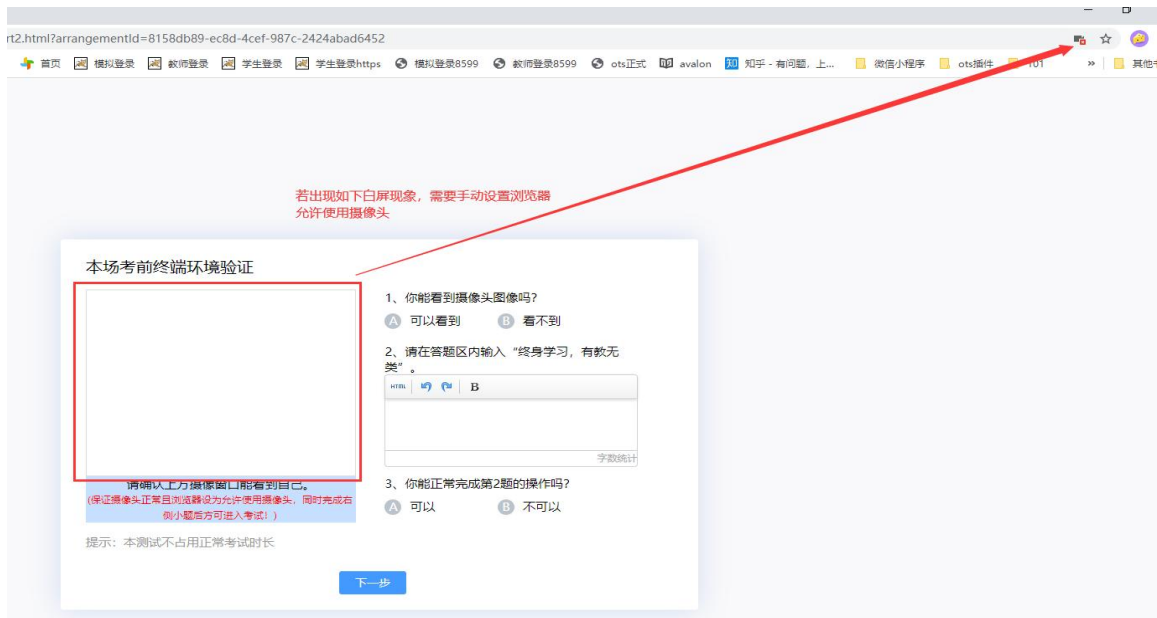 rt2.html?arrangementId=8158db89-ec8d-4cef-987c-2424abad6452
首页 模拟登录 教师登录 学生登录 学生登录https 模拟登录8599 教师登录8599 ots正式 avalon 知 知乎 - 有问题，上... 微信小程序 ots插件 101 » 其他书
若出现如下白屏现象，需要手动设置浏览器
允许使用摄像头
本场考前终端环境验证
1、你能看到摄像头图像吗?
A 可以看到 B 看不到
2、请在答题区内输入“终身学习，有教无
类”。
HTML B
字数统计
请确认上方摄像窗口能看到自己。
(保证摄像头正常且浏览器设为允许使用摄像头，同时完成右
侧小题后方可进入考试！)
3、你能正常完成第2题的操作吗?
A 可以 B 不可以
提示：本测试不占用正常考试时长
下一步